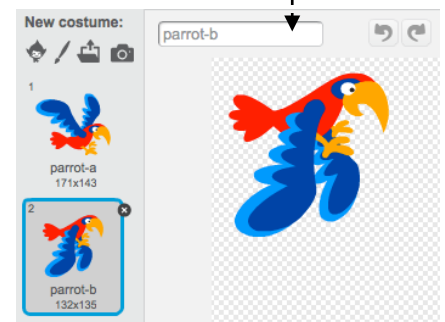 New costume:
parrot-b
1
parrot-a
171x143
2
parrot-b
132x135